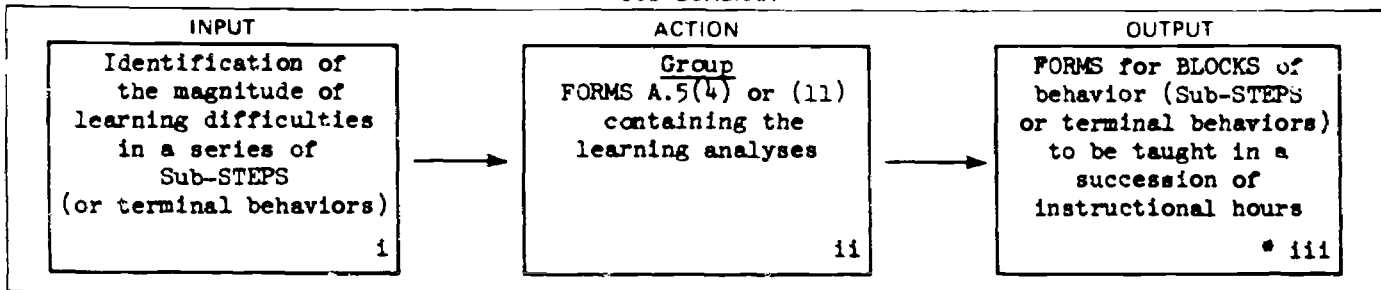 INPUT
Identification of
the magnitude of
learning difficulties
in a series of
Sub-STEPS
(or terminal behaviors)
i
ACTION
Group
FORMS A.5(4) or (11)
containing the
learning analyses
ii
OUTPUT
FORMS for BLOCKS of
behavior (Sub-STEPS
or terminal behaviors)
to be taught in a
succession of
instructional hours
* iii